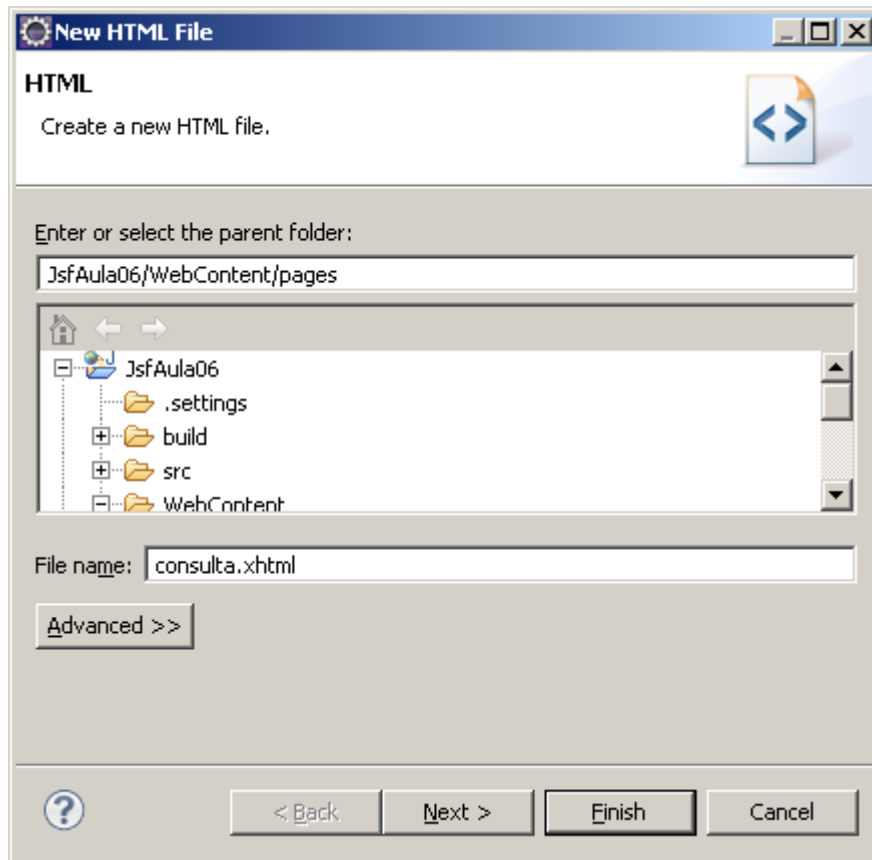 New HTML File
HTML
Create a new HTML file.
Enter or select the parent folder:
JsfAula06/WebContent/pages
JsfAula06
.settings
build
src
WebContent
File name: consulta.xhtml
Advanced >>
< Back Next > Finish Cancel